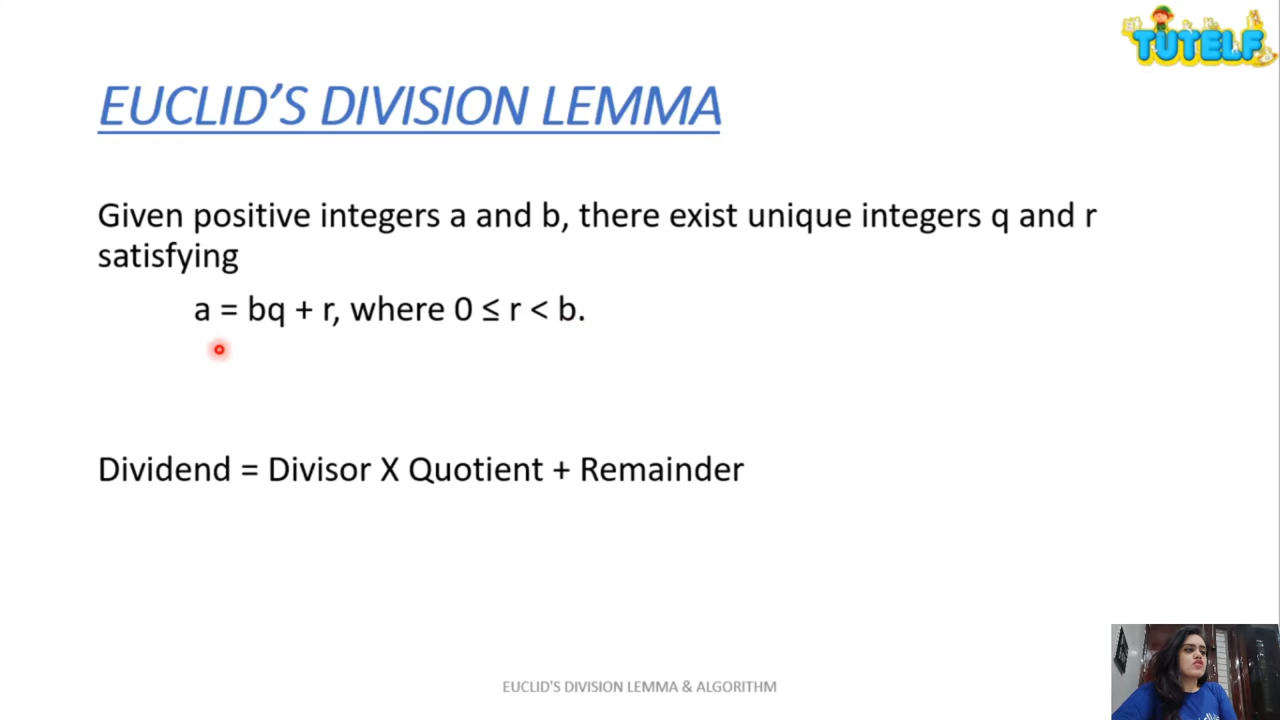 TUTELF
EUCLID'S DIVISION LEMMA
Given positive integers a and b, there exist unique integers q and r
satisfying
a = bq + r, where 0 ≤ r < b.
Dividend = Divisor X Quotient + Remainder
EUCLID'S DIVISION LEMMA & ALGORITHM